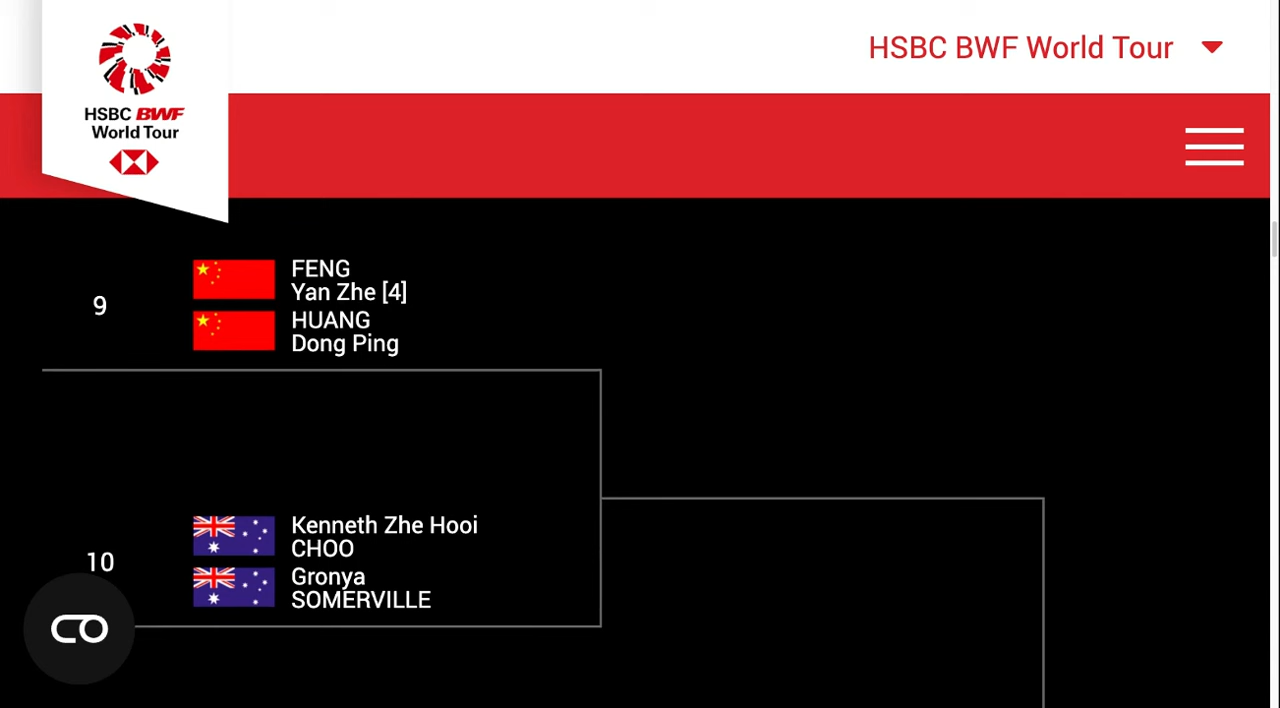 HSBC BWF World Tour
HSBC BWF
World Tour
FENG
Yan Zhe [4]
9
HUANG
Dong Ping
Kenneth Zhe Hooi
CHOO
10
Gronya
SOMERVILLE